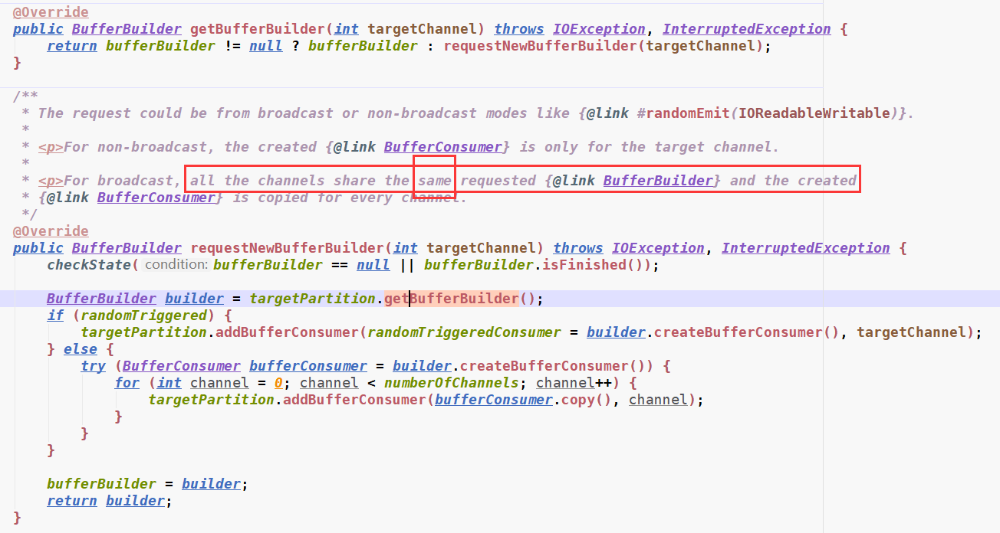 @Override
public BufferBuilder getBufferBuilder(int targetChannel) throws IOException, InterruptedException {
    return bufferBuilder != null ? bufferBuilder : requestNewBufferBuilder(targetChannel);
}
/**
 * The request could be from broadcast or non-broadcast modes like {@link #randomEmit(IOReadableWritable)}.
 *
 * <p>For non-broadcast, the created {@link BufferConsumer} is only for the target channel.
 *
 * <p>For broadcast, all the channels share the same requested {@link BufferBuilder} and the created
 * {@link BufferConsumer} is copied for every channel.
 */
@Override
public BufferBuilder requestNewBufferBuilder(int targetChannel) throws IOException, InterruptedException {
    checkState( condition: bufferBuilder == null || bufferBuilder.isFinished());
    BufferBuilder builder = targetPartition.getBufferBuilder();
    if (randomTriggered) {
        targetPartition.addBufferConsumer(randomTriggeredConsumer = builder.createBufferConsumer(), targetChannel);
    } else {
        try (BufferConsumer bufferConsumer = builder.createBufferConsumer()) {
            for (int channel = 0; channel < numberOfChannels; channel++) {
                targetPartition.addBufferConsumer(bufferConsumer.copy(), channel);
            }
        }
    }
    bufferBuilder = builder;
    return builder;
}